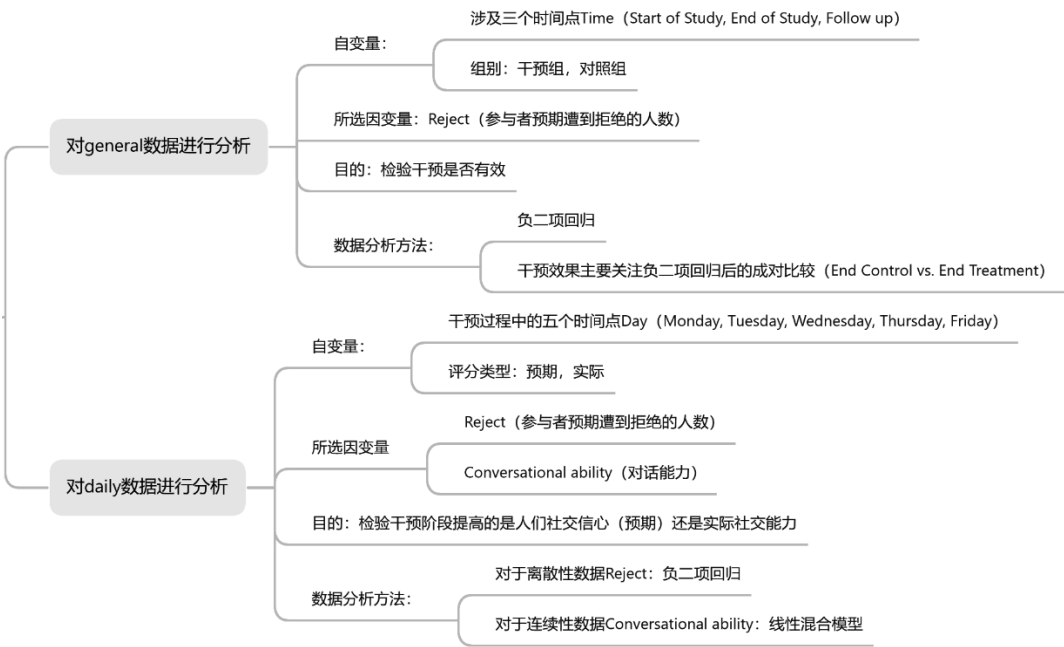 对general数据进行分析
自变量：
涉及三个时间点Time（Start of Study, End of Study, Follow up）
组别：干预组，对照组
所选因变量：Reject（参与者预期遭到拒绝的人数）
目的：检验干预是否有效
数据分析方法：
负二项回归
干预效果主要关注负二项回归后的成对比较（End Control vs. End Treatment）
对daily数据进行分析
自变量：
干预过程中的五个时间点Day（Monday, Tuesday, Wednesday, Thursday, Friday）
评分类型：预期，实际
所选因变量
Reject（参与者预期遭到拒绝的人数）
Conversational ability（对话能力）
目的：检验干预阶段提高的是人们社交信心（预期）还是实际社交能力
数据分析方法：
对于离散性数据Reject：负二项回归
对于连续性数据Conversational ability：线性混合模型